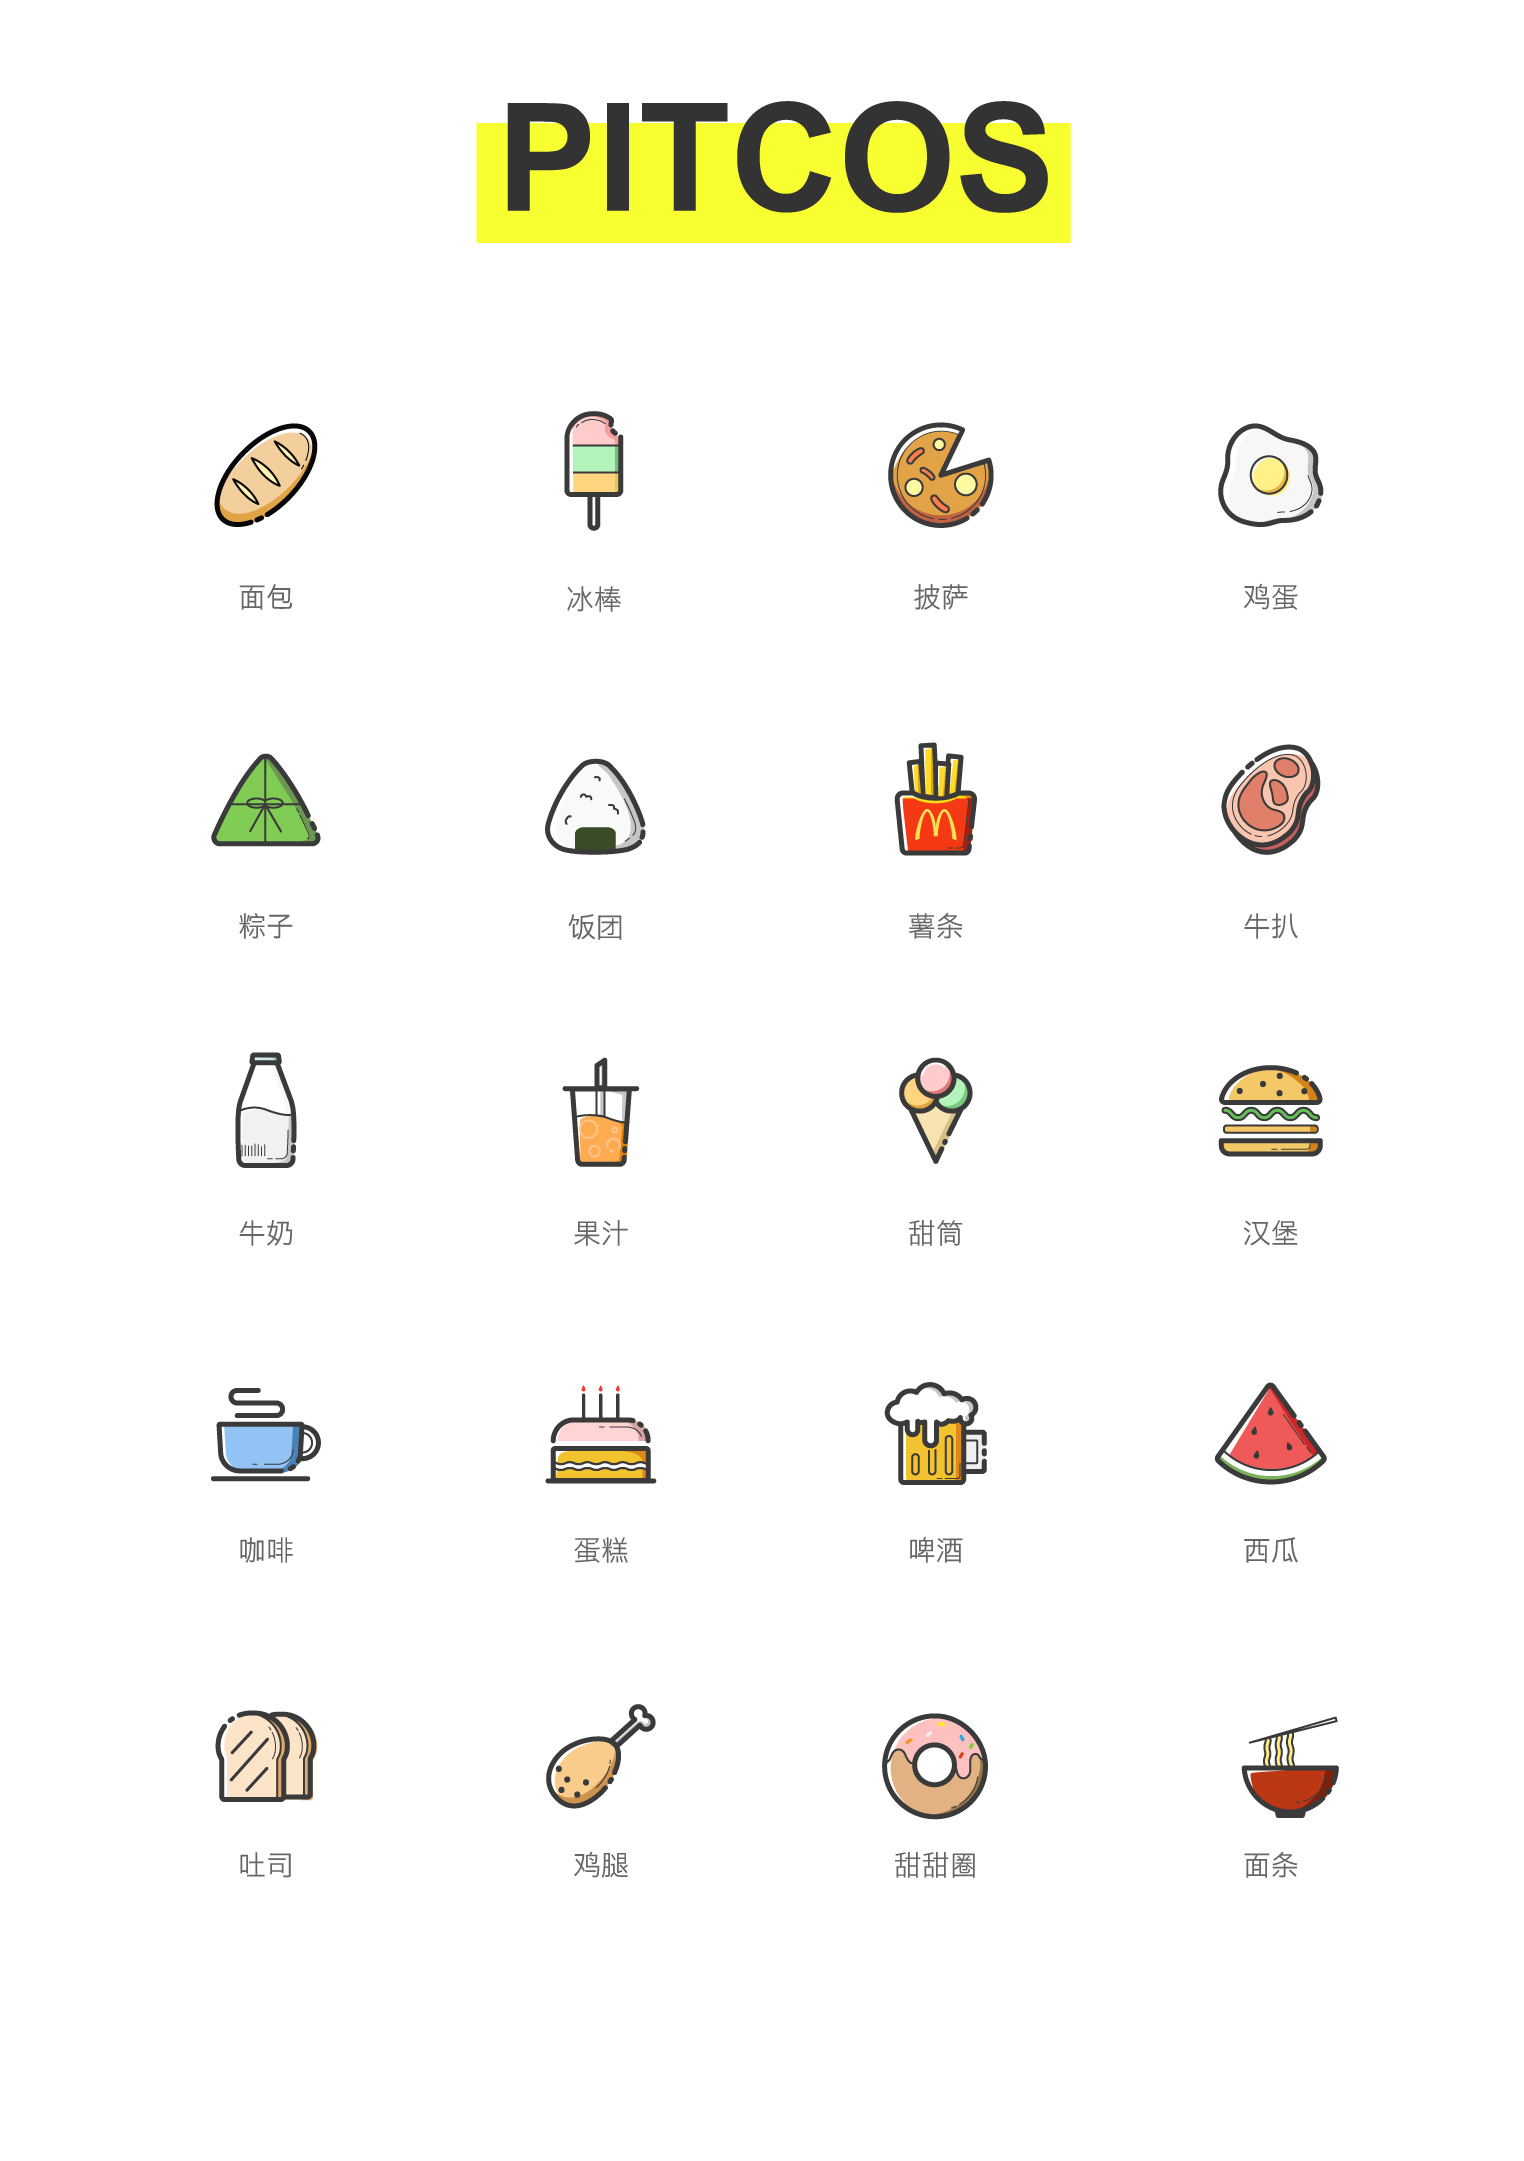 PITCOS
面包 冰棒 披萨 鸡蛋
粽子 饭团 薯条 牛扒
牛奶 果汁 甜筒 汉堡
咖啡 蛋糕 啤酒 西瓜
吐司 鸡腿 甜甜圈 面条